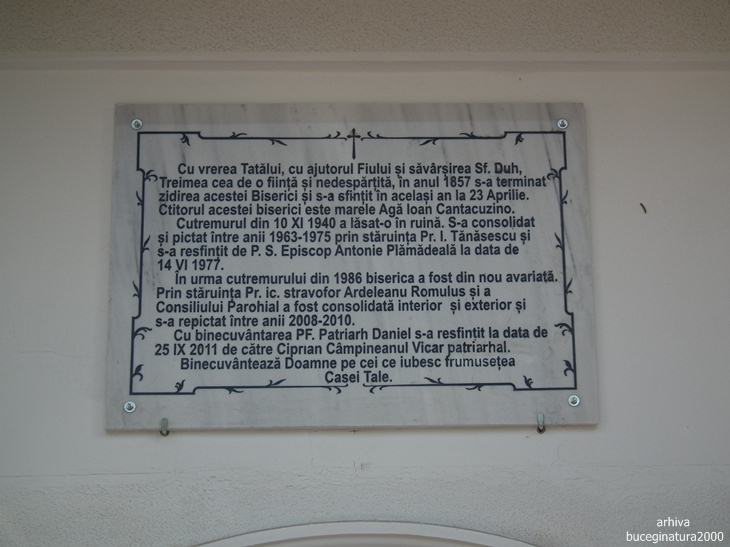 Cu vrerea Tatălui, cu ajutorul Fiului și săvârșirea Sf. Duh,
Treimea cea de o ființă și nedespărțită, în anul 1857 s-a terminat
zidirea acestei Biserici și s-a sfințit în același an la 23 Aprilie.
Ctitorul acestei biserici este marele Agă Ioan Cantacuzino.
Cutremurul din 10 XI 1940 a lăsat-o în ruină. S-a consolidat
și pictat între anii 1963-1975 prin stăruința Pr. I. Tănăsescu și
s-a resfințit de P. S. Episcop Antonie Plămădeală la data de
14 VI 1977.
În urma cutremurului din 1986 biserica a fost din nou avariată.
Prin stăruința Pr. ic. stravofor Ardeleanu Romulus și a
Consiliului Parohial a fost consolidată interior și exterior și
s-a repictat între anii 2008-2010.
Cu binecuvântarea PF. Patriarh Daniel s-a resfintit la data de
25 IX 2011 de către Ciprian Câmpineanul Vicar patriarhal.
Binecuvântează Doamne pe cei ce iubesc frumusețea
Casei Tale.
arhiva
buceginatura2000